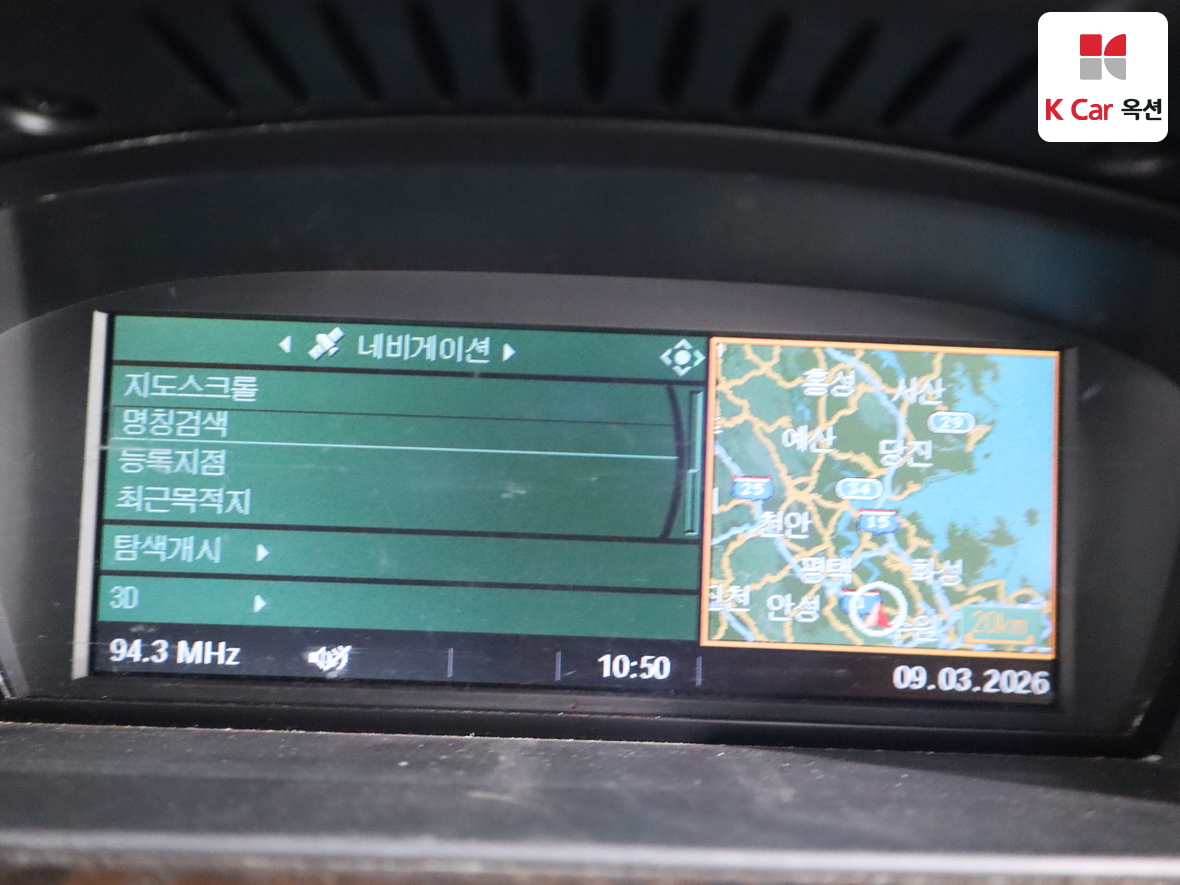 K Car 옥션
네비게이션
지도스크롤
명칭검색
등록지점
최근목적지
탐색개시
3D
홍성 서산
29
예산 당진
25 34
15
천안
평택 화성
안성
20km
94.3 MHz 10:50 09.03.2026